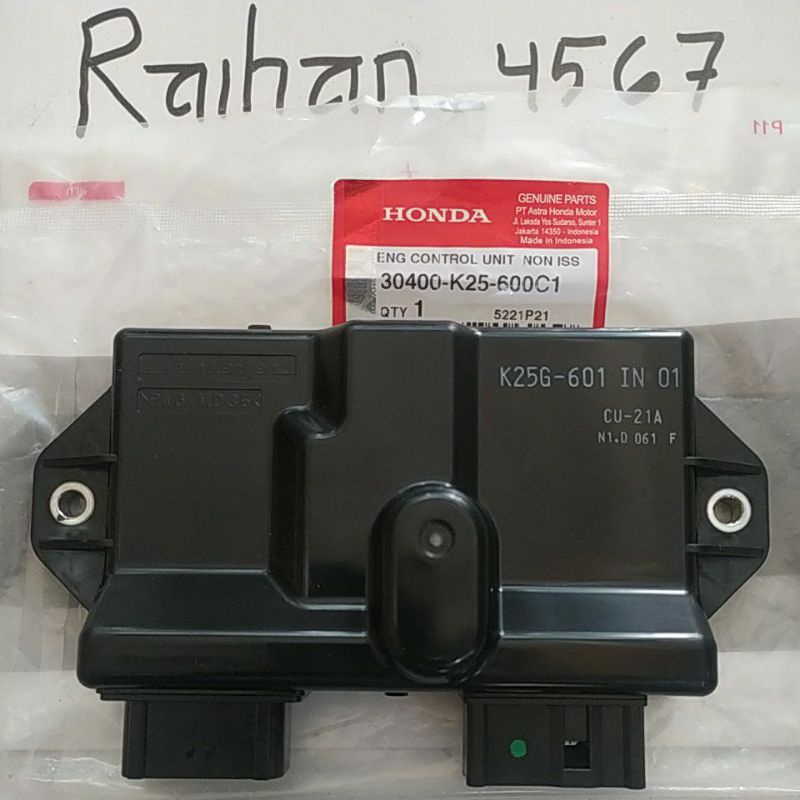 Raihan 4567
P11
HONDA
GENUINE PARTS
PT Astra Honda Motor
Jl. Laksda Yos Sudarso, Sunter 1
Jakarta 14350 - Indonesia
Made in Indonesia
ENG CONTROL UNIT NON ISS
30400-K25-600C1
QTY 1
5221P21
K25G-601 IN 01
CU-21A
N1.D 061 F